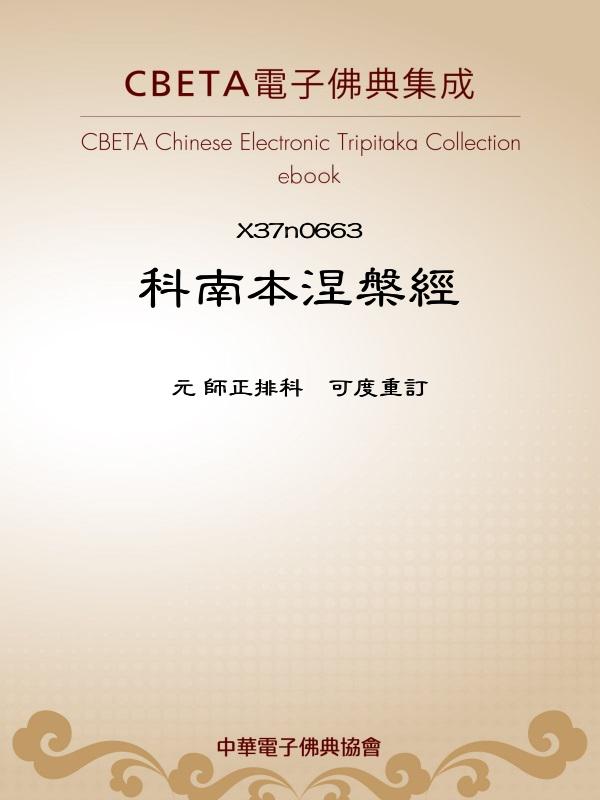 CBETA電子佛典集成
CBETA Chinese Electronic Tripitaka Collection
ebook
X37n0663
科南本涅槃經
元 師正排科　可度重訂
中華電子佛典協會